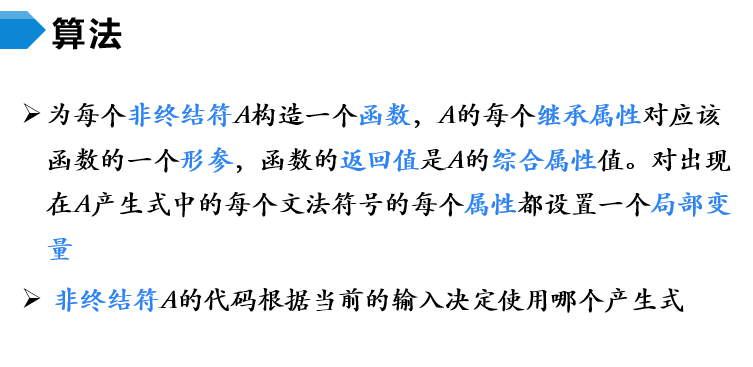 算法
➢为每个非终结符A构造一个函数，A的每个继承属性对应该
函数的一个形参，函数的返回值是A的综合属性值。对出现
在A产生式中的每个文法符号的每个属性都设置一个局部变
量
➢ 非终结符A的代码根据当前的输入决定使用哪个产生式